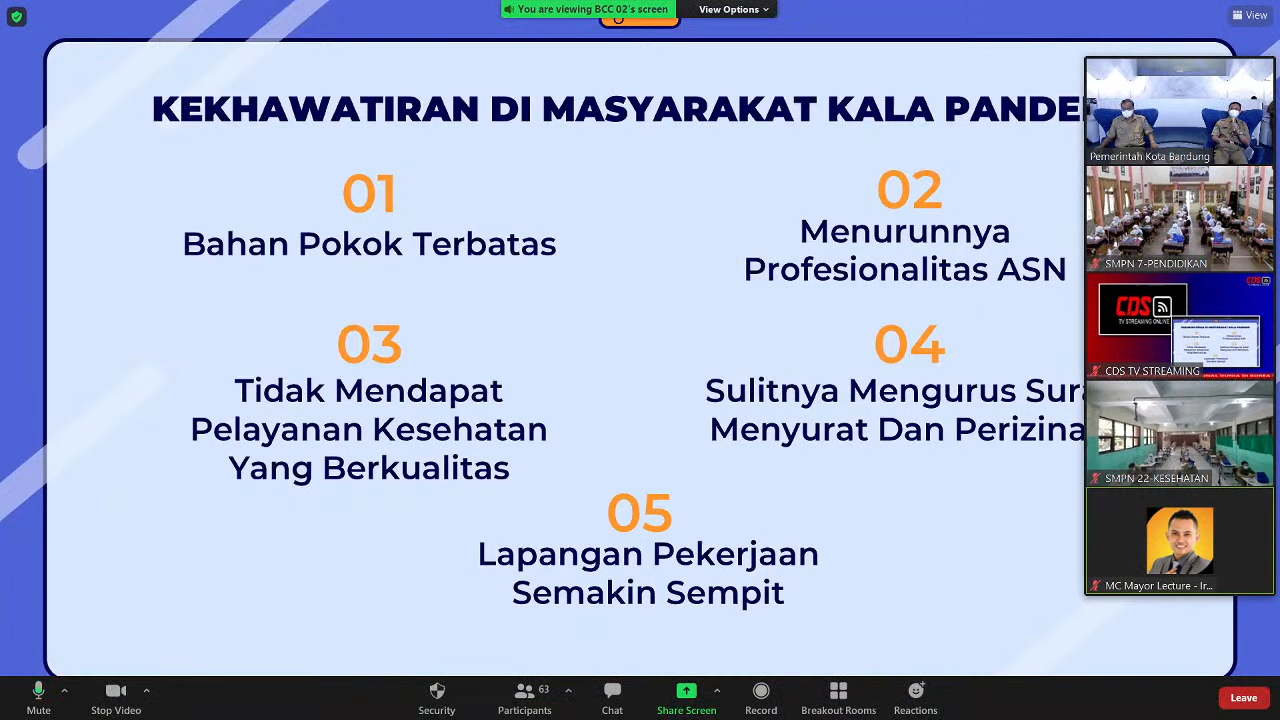 You are viewing BCC 02's screen
View Options
View
KEKHAWATIRAN DI MASYARAKAT KALA PANDE
01
Bahan Pokok Terbatas
02
Menurunnya
Profesionalitas ASN
03
Tidak Mendapat
Pelayanan Kesehatan
Yang Berkualitas
04
Sulitnya Mengurus Sura
Menyurat Dan Perizina
05
Lapangan Pekerjaan
Semakin Sempit
Pemerintah Kota Bandung
SMPN 7-PENDIDIKAN
CDS
TV STREAMING ONLINE
CDS TV STREAMING
SMPN 22-KESEHATAN
MC Mayor Lecture - Ir...
Mute
Stop Video
Security
63
Participants
Chat
Share Screen
Record
Breakout Rooms
Reactions
Leave